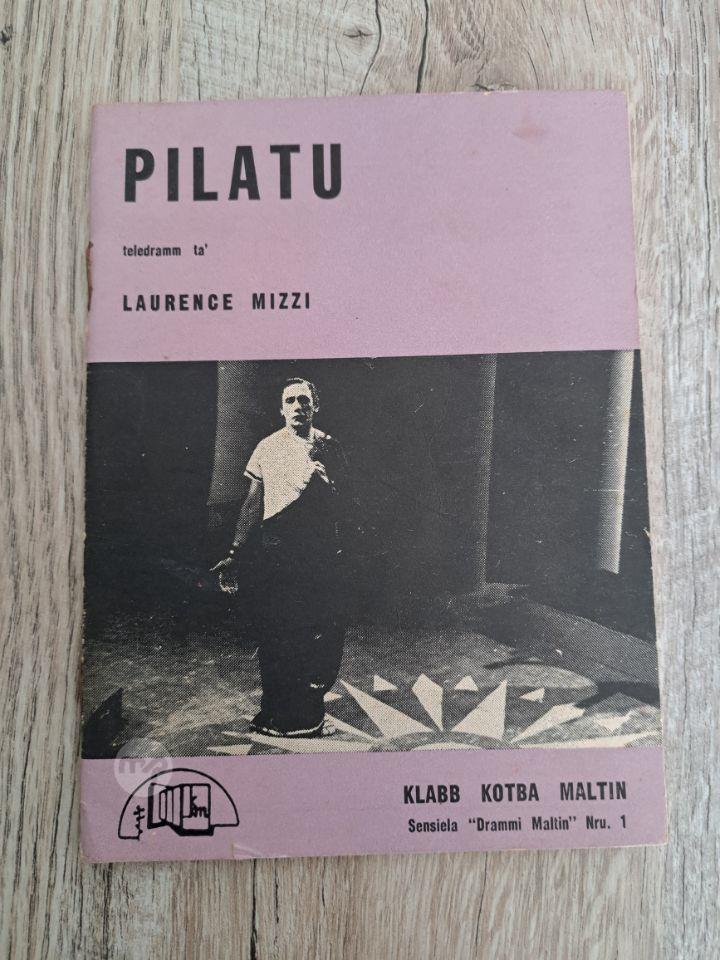 PILATU
teledramm ta'
LAURENCE MIZZI
KLABB KOTBA MALTIN
Sensiela "Drammi Maltin" Nru. 1